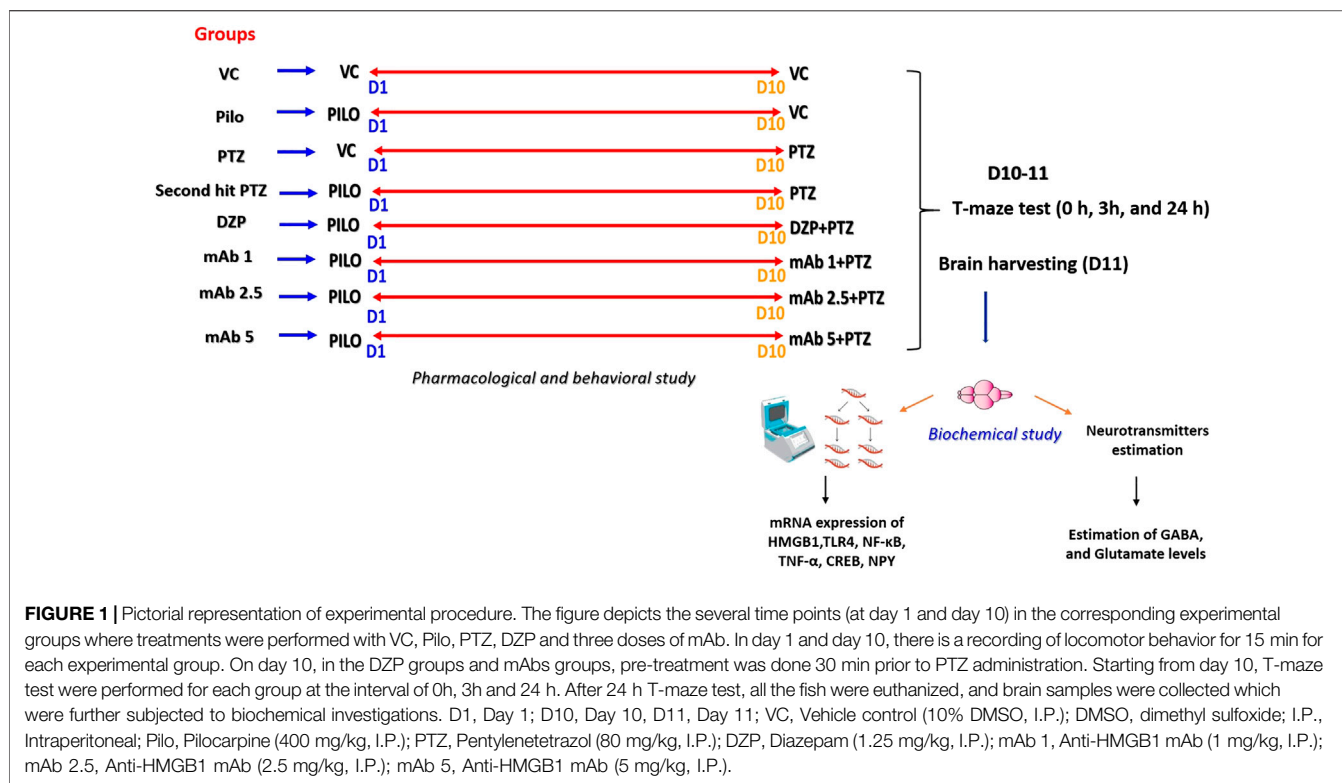 Groups
VC VC D1 D10 VC
Pilo PILO D1 D10 VC
PTZ VC D1 D10 PTZ
Second hit PTZ PILO D1 D10 PTZ
DZP PILO D1 D10 DZP+PTZ
mAb 1 PILO D1 D10 mAb 1+PTZ
mAb 2.5 PILO D1 D10 mAb 2.5+PTZ
mAb 5 PILO D1 D10 mAb 5+PTZ
Pharmacological and behavioral study
D10-11
T-maze test (0 h, 3h, and 24 h)
Brain harvesting (D11)
Biochemical study
mRNA expression of
HMGB1,TLR4, NF-κB,
TNF-α, CREB, NPY
Neurotransmitters
estimation
Estimation of GABA,
and Glutamate levels
FIGURE 1 | Pictorial representation of experimental procedure. The figure depicts the several time points (at day 1 and day 10) in the corresponding experimental
groups where treatments were performed with VC, Pilo, PTZ, DZP and three doses of mAb. In day 1 and day 10, there is a recording of locomotor behavior for 15 min for
each experimental group. On day 10, in the DZP groups and mAbs groups, pre-treatment was done 30 min prior to PTZ administration. Starting from day 10, T-maze
test were performed for each group at the interval of 0h, 3h and 24 h. After 24 h T-maze test, all the fish were euthanized, and brain samples were collected which
were further subjected to biochemical investigations. D1, Day 1; D10, Day 10, D11, Day 11; VC, Vehicle control (10% DMSO, I.P.); DMSO, dimethyl sulfoxide; I.P.,
Intraperitoneal; Pilo, Pilocarpine (400 mg/kg, I.P.); PTZ, Pentylenetetrazol (80 mg/kg, I.P.); DZP, Diazepam (1.25 mg/kg, I.P.); mAb 1, Anti-HMGB1 mAb (1 mg/kg, I.P.);
mAb 2.5, Anti-HMGB1 mAb (2.5 mg/kg, I.P.); mAb 5, Anti-HMGB1 mAb (5 mg/kg, I.P.).